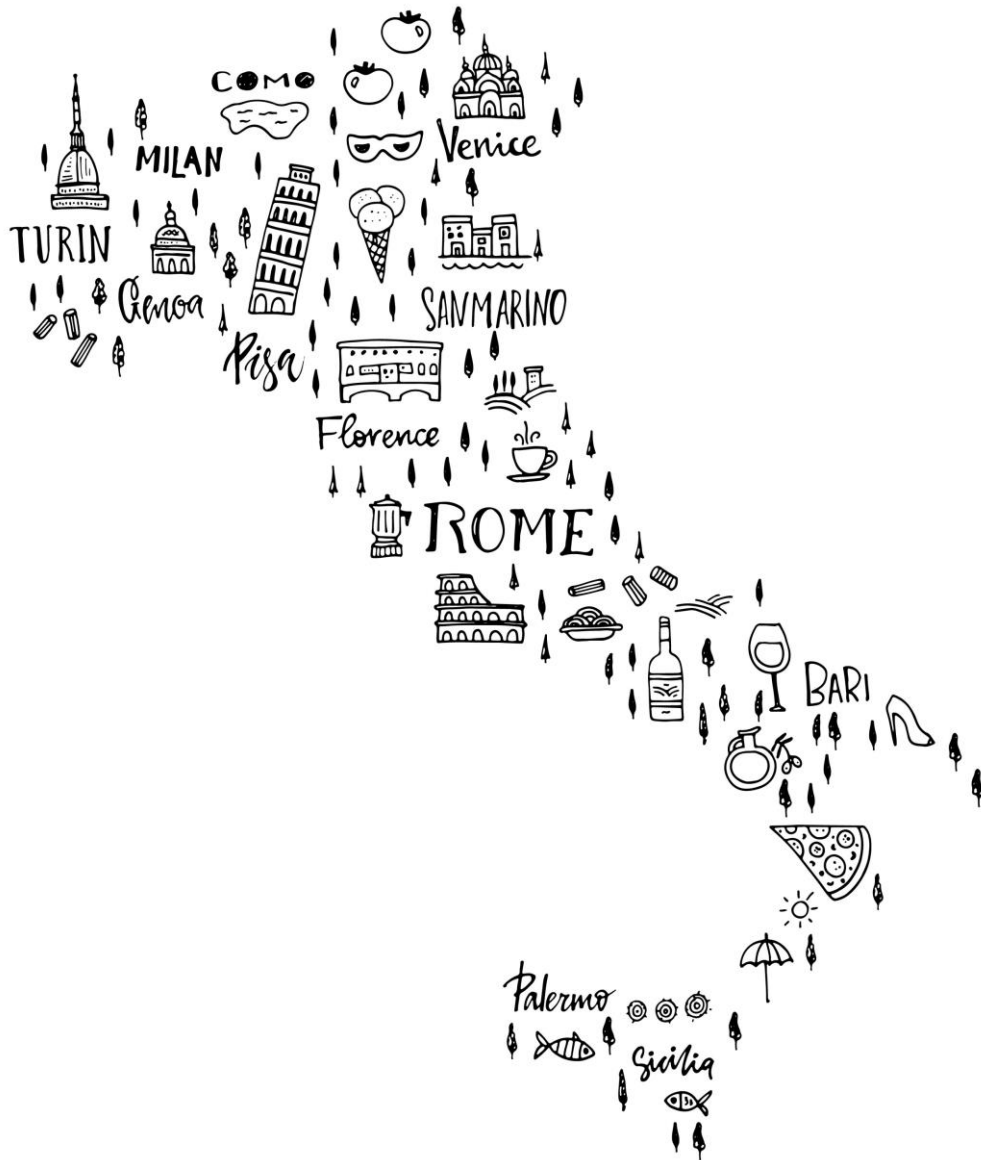 COMO
Venice
MILAN
TURIN
Genoa
SANMARINO
Pisa
Florence
ROME
BARI
Palermo
Sicilia